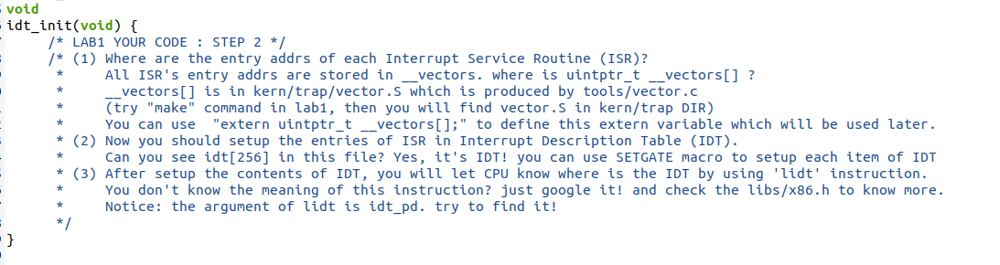 void
idt_init(void) {
/* LAB1 YOUR CODE : STEP 2 */
/* (1) Where are the entry addrs of each Interrupt Service Routine (ISR)?
* All ISR's entry addrs are stored in __vectors. where is uintptr_t __vectors[] ?
* __vectors[] is in kern/trap/vector.S which is produced by tools/vector.c
* (try "make" command in lab1, then you will find vector.S in kern/trap DIR)
* You can use "extern uintptr_t __vectors[];" to define this extern variable which will be used later.
* (2) Now you should setup the entries of ISR in Interrupt Description Table (IDT).
* Can you see idt[256] in this file? Yes, it's IDT! you can use SETGATE macro to setup each item of IDT
* (3) After setup the contents of IDT, you will let CPU know where is the IDT by using 'lidt' instruction.
* You don't know the meaning of this instruction? just google it! and check the libs/x86.h to know more.
* Notice: the argument of lidt is idt_pd. try to find it!
*/
}